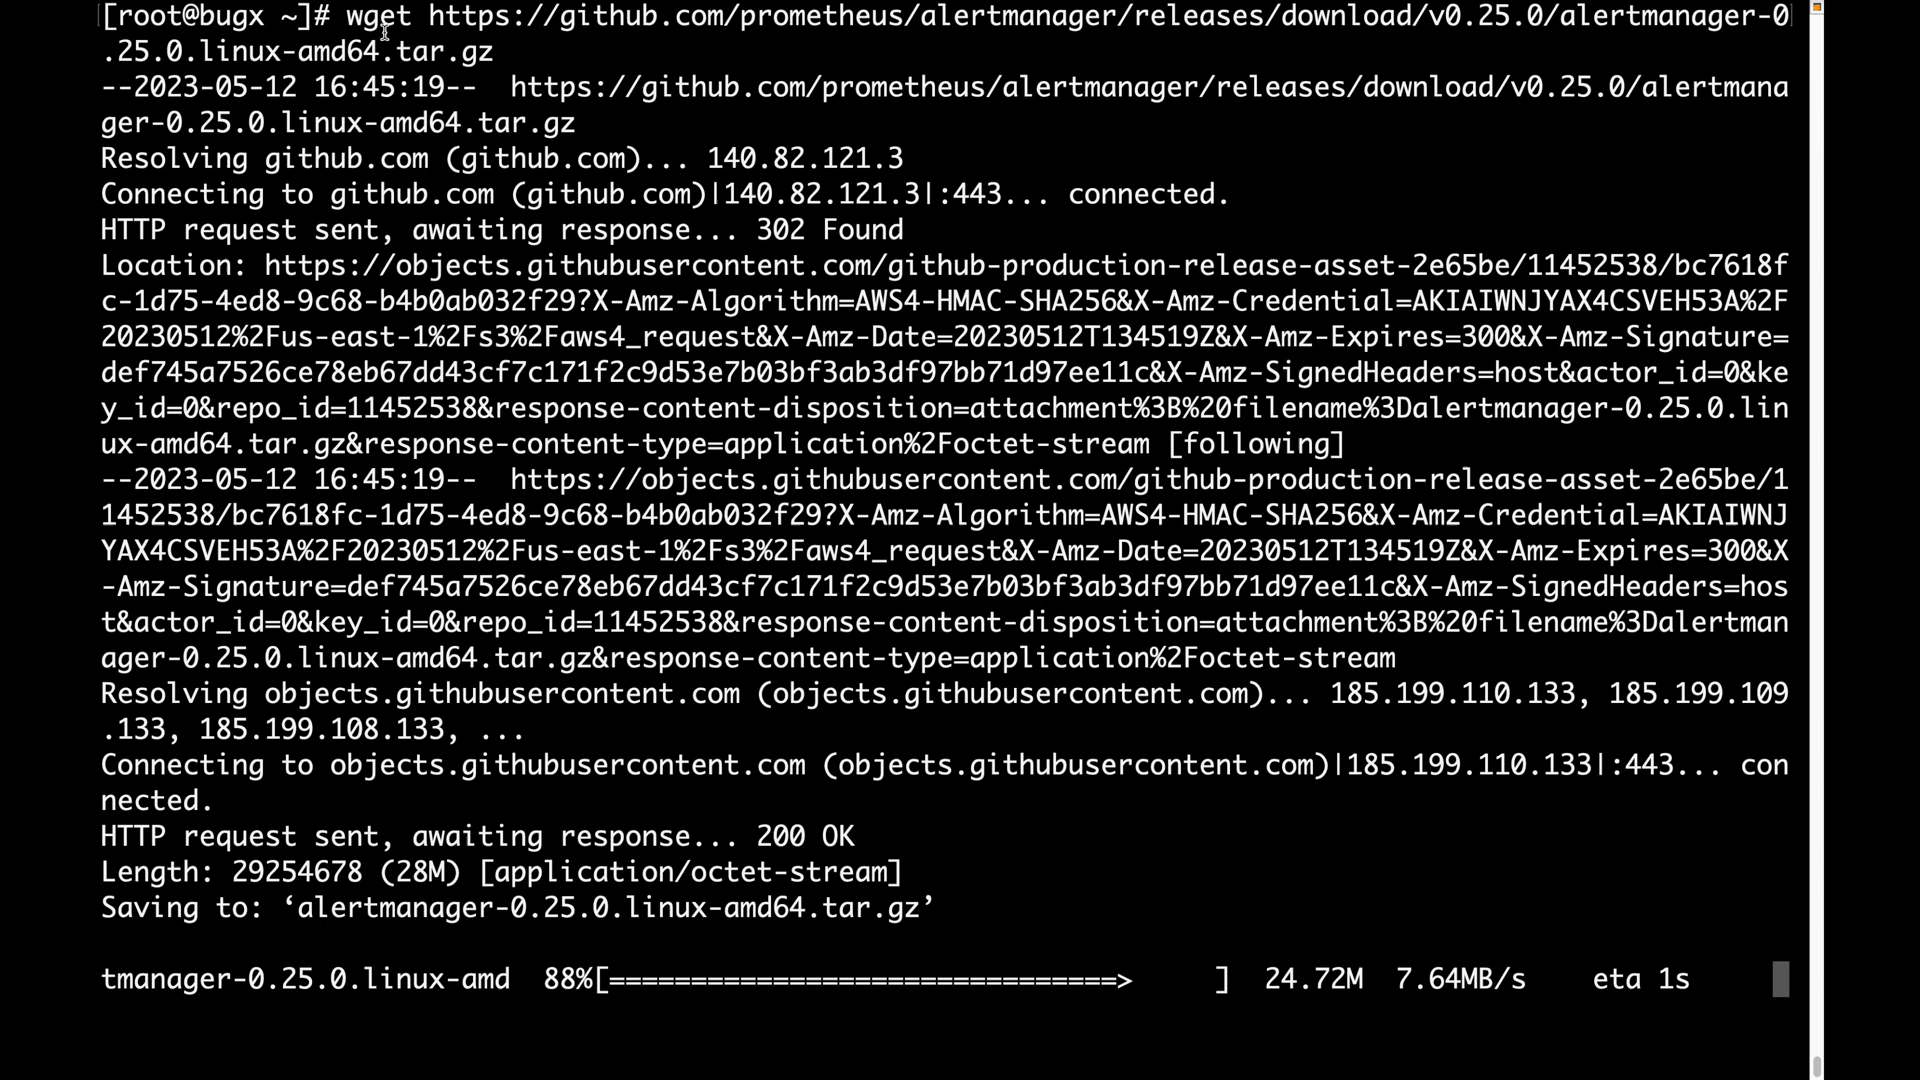 [root@bugx ~]# wget https://github.com/prometheus/alertmanager/releases/download/v0.25.0/alertmanager-0
.25.0.linux-amd64.tar.gz
--2023-05-12 16:45:19--  https://github.com/prometheus/alertmanager/releases/download/v0.25.0/alertmana
ger-0.25.0.linux-amd64.tar.gz
Resolving github.com (github.com)... 140.82.121.3
Connecting to github.com (github.com)|140.82.121.3|:443... connected.
HTTP request sent, awaiting response... 302 Found
Location: https://objects.githubusercontent.com/github-production-release-asset-2e65be/11452538/bc7618f
c-1d75-4ed8-9c68-b4b0ab032f29?X-Amz-Algorithm=AWS4-HMAC-SHA256&X-Amz-Credential=AKIAIWNJYAX4CSVEH53A%2F
20230512%2Fus-east-1%2Fs3%2Faws4_request&X-Amz-Date=20230512T134519Z&X-Amz-Expires=300&X-Amz-Signature=
def745a7526ce78eb67dd43cf7c171f2c9d53e7b03bf3ab3df97bb71d97ee11c&X-Amz-SignedHeaders=host&actor_id=0&ke
y_id=0&repo_id=11452538&response-content-disposition=attachment%3B%20filename%3Dalertmanager-0.25.0.lin
ux-amd64.tar.gz&response-content-type=application%2Foctet-stream [following]
--2023-05-12 16:45:19--  https://objects.githubusercontent.com/github-production-release-asset-2e65be/1
1452538/bc7618fc-1d75-4ed8-9c68-b4b0ab032f29?X-Amz-Algorithm=AWS4-HMAC-SHA256&X-Amz-Credential=AKIAIWNJ
YAX4CSVEH53A%2F20230512%2Fus-east-1%2Fs3%2Faws4_request&X-Amz-Date=20230512T134519Z&X-Amz-Expires=300&X
-Amz-Signature=def745a7526ce78eb67dd43cf7c171f2c9d53e7b03bf3ab3df97bb71d97ee11c&X-Amz-SignedHeaders=hos
t&actor_id=0&key_id=0&repo_id=11452538&response-content-disposition=attachment%3B%20filename%3Dalertman
ager-0.25.0.linux-amd64.tar.gz&response-content-type=application%2Foctet-stream
Resolving objects.githubusercontent.com (objects.githubusercontent.com)... 185.199.110.133, 185.199.109
.133, 185.199.108.133, ...
Connecting to objects.githubusercontent.com (objects.githubusercontent.com)|185.199.110.133|:443... con
nected.
HTTP request sent, awaiting response... 200 OK
Length: 29254678 (28M) [application/octet-stream]
Saving to: ‘alertmanager-0.25.0.linux-amd64.tar.gz’
tmanager-0.25.0.linux-amd  88%[===============================>     ]  24.72M  7.64MB/s    eta 1s